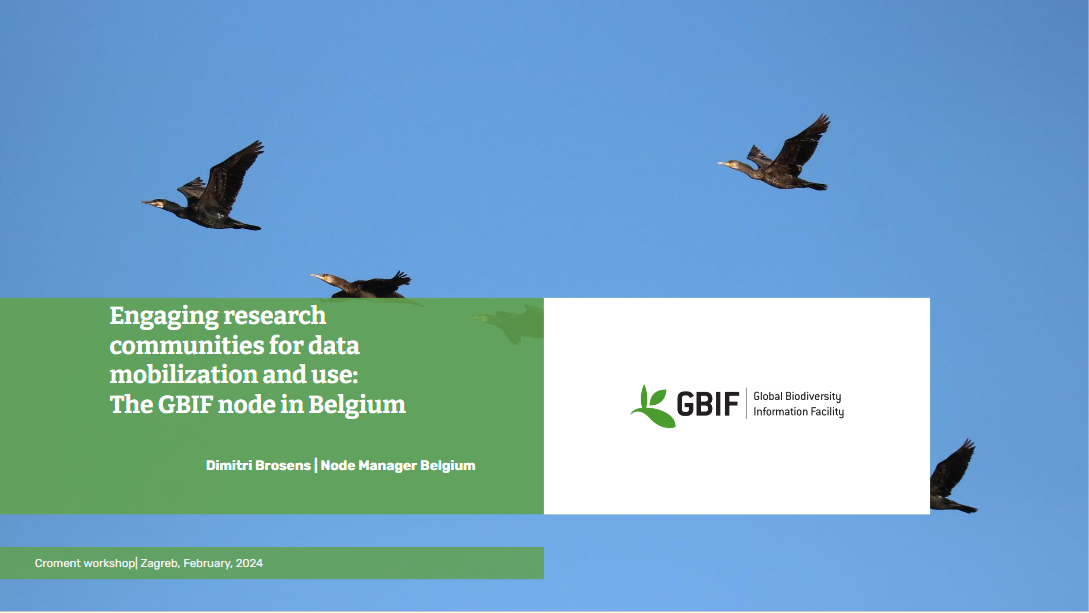 Engaging research
communities for data
mobilization and use:
The GBIF node in Belgium
Dimitri Brosens | Node Manager Belgium
GBIF
Global Biodiversity
Information Facility
Croment workshop| Zagreb, February, 2024